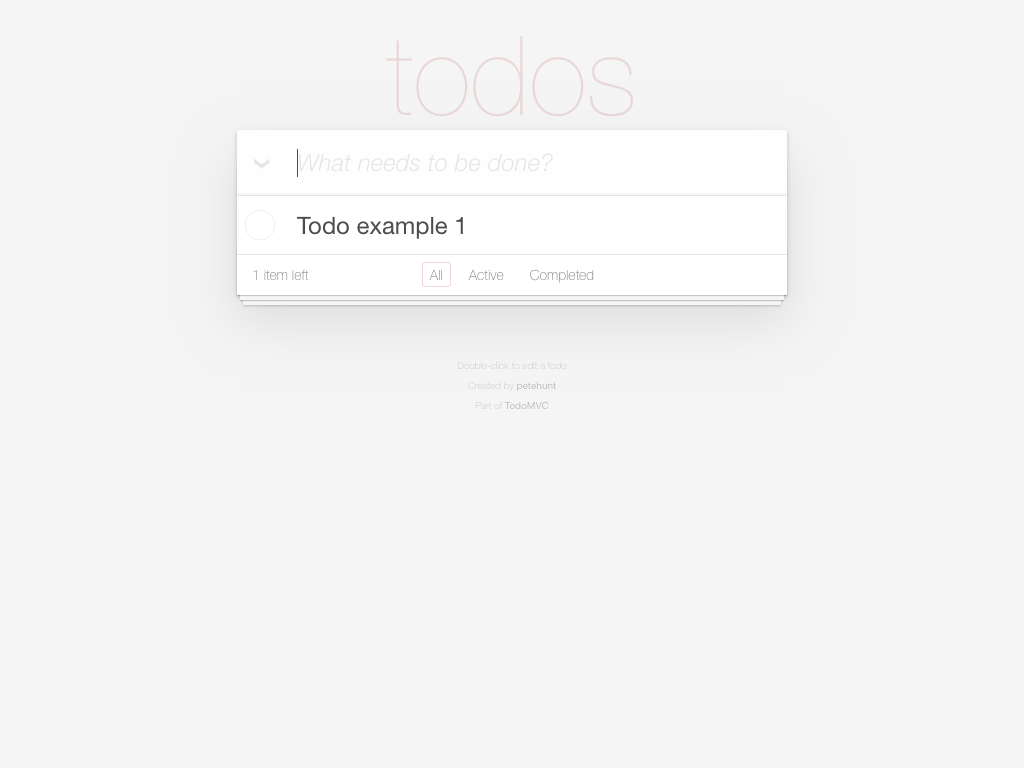 todos
What needs to be done?
Todo example 1
1 item left All Active Completed
Double-click to edit a todo
Created by petehunt
Part of TodoMVC